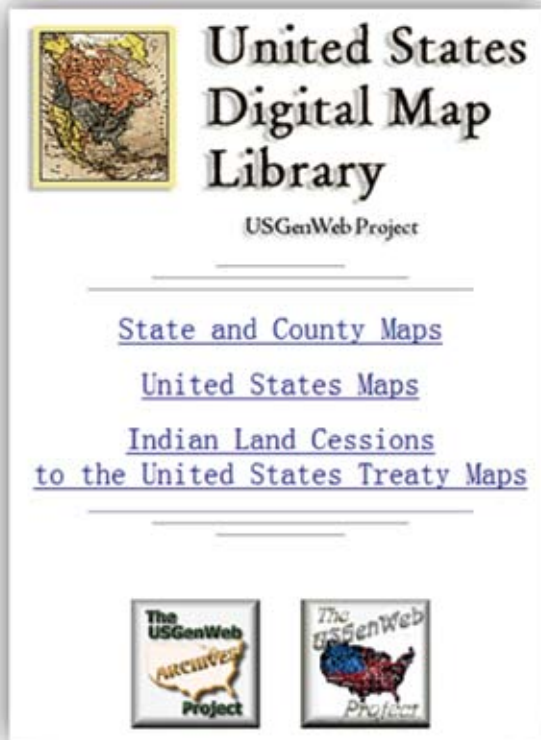 United States
Digital Map
Library
USGenWeb Project
State and County Maps
United States Maps
Indian Land Cessions
to the United States Treaty Maps
The
USGenWeb
ARCHIVES
Project
The
USGenWeb
Project